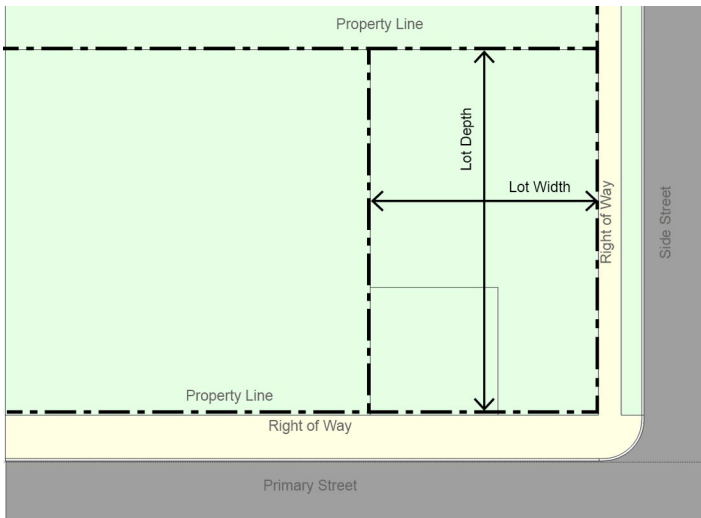 Property Line
Lot Depth
Lot Width
Right of Way
Side Street
Property Line
Right of Way
Primary Street